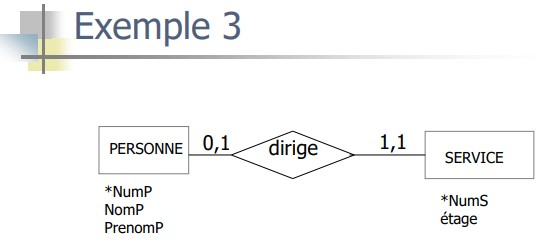 Exemple 3
PERSONNE
0,1
dirige
1,1
SERVICE
*NumP
NomP
PrenomP
*NumS
étage